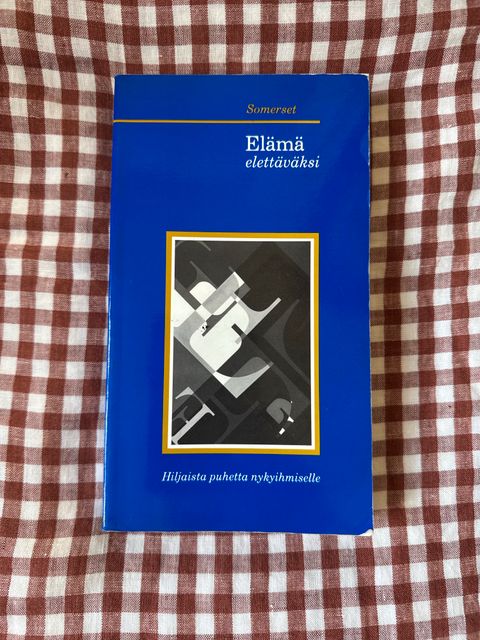 Somerset
Elämä
elettäväksi
Hiljaista puhetta nykyihmiselle